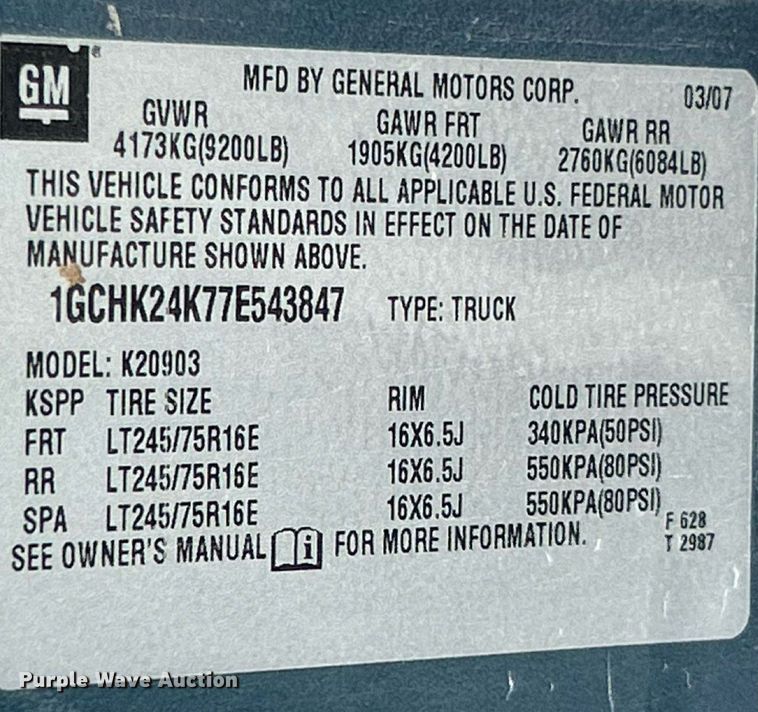 GM
MFD BY GENERAL MOTORS CORP. 03/07
GVWR GAWR FRT GAWR RR
4173KG(9200LB) 1905KG(4200LB) 2760KG(6084LB)
THIS VEHICLE CONFORMS TO ALL APPLICABLE U.S. FEDERAL MOTOR
VEHICLE SAFETY STANDARDS IN EFFECT ON THE DATE OF
MANUFACTURE SHOWN ABOVE.
1GCHK24K77E543847 TYPE: TRUCK
MODEL: K20903
KSPP TIRE SIZE RIM COLD TIRE PRESSURE
FRT LT245/75R16E 16X6.5J 340KPA(50PSI)
RR LT245/75R16E 16X6.5J 550KPA(80PSI)
SPA LT245/75R16E 16X6.5J 550KPA(80PSI)
F 628
SEE OWNER'S MANUAL i FOR MORE INFORMATION. T 2987
Purple Wave Auction